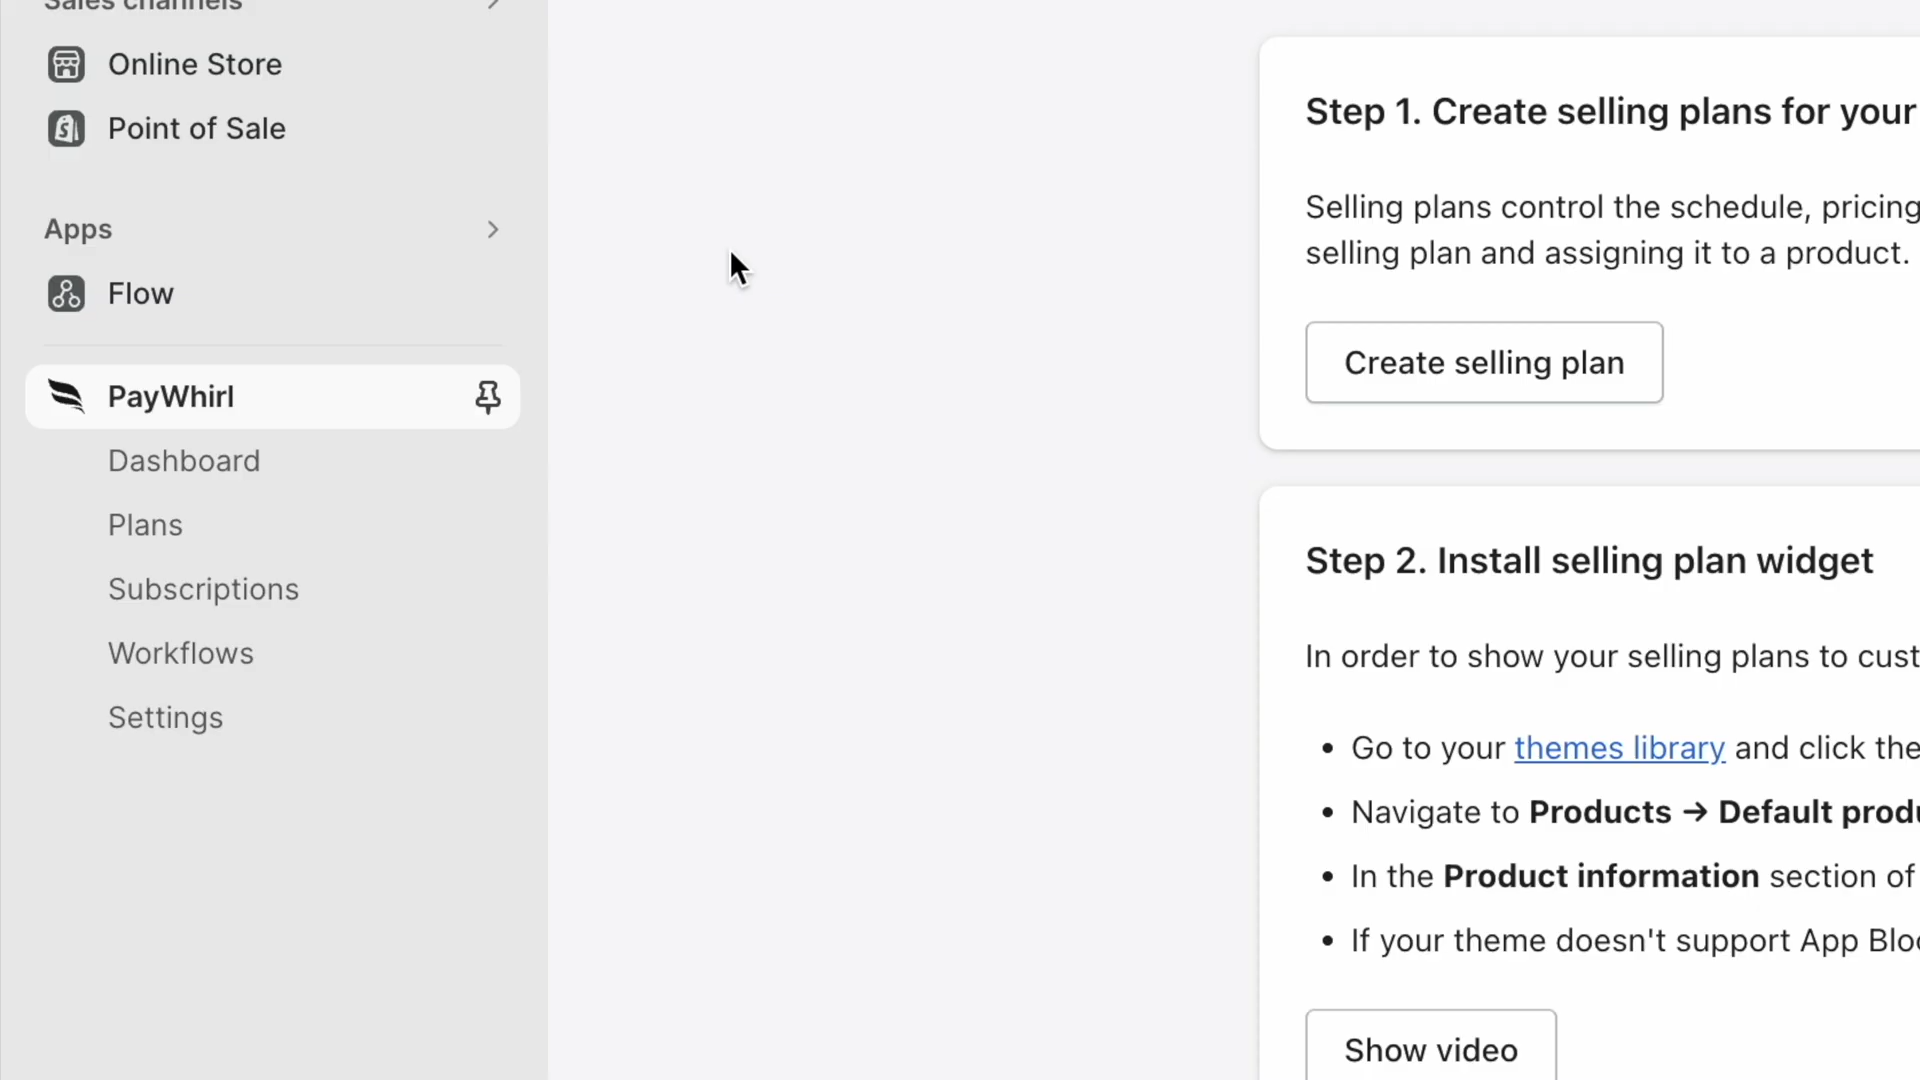 Sales channels
Online Store
Point of Sale
Apps
Flow
PayWhirl
Dashboard
Plans
Subscriptions
Workflows
Settings
Step 1. Create selling plans for your
Selling plans control the schedule, pricing
selling plan and assigning it to a product.
Create selling plan
Step 2. Install selling plan widget
In order to show your selling plans to cust
• Go to your themes library and click the
• Navigate to Products → Default produ
• In the Product information section of
• If your theme doesn't support App Bloc
Show video